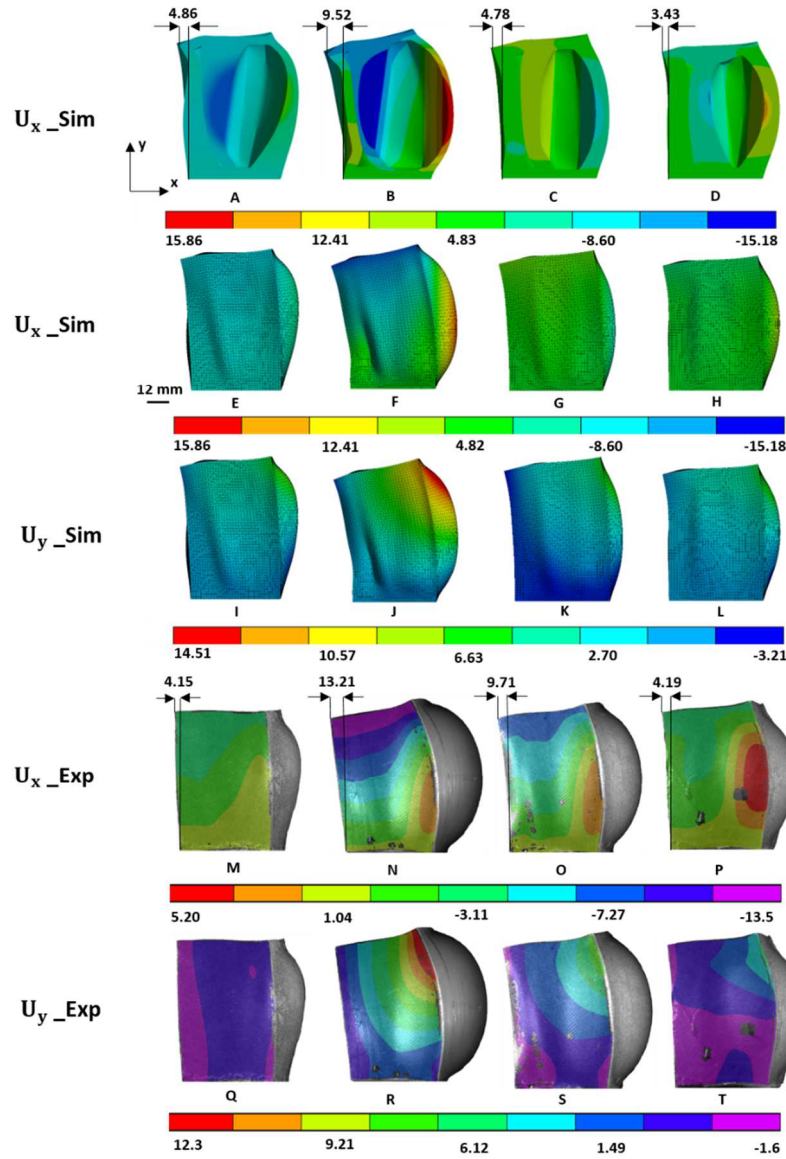 4.86 9.52 4.78 3.43
Ux _Sim
y
x
A B C D
15.86 12.41 4.83 -8.60 -15.18
Ux _Sim
12 mm
E F G H
15.86 12.41 4.82 -8.60 -15.18
Uy _Sim
I J K L
14.51 10.57 6.63 2.70 -3.21
4.15 13.21 9.71 4.19
Ux _Exp
M N O P
5.20 1.04 -3.11 -7.27 -13.5
Uy _Exp
Q R S T
12.3 9.21 6.12 1.49 -1.6